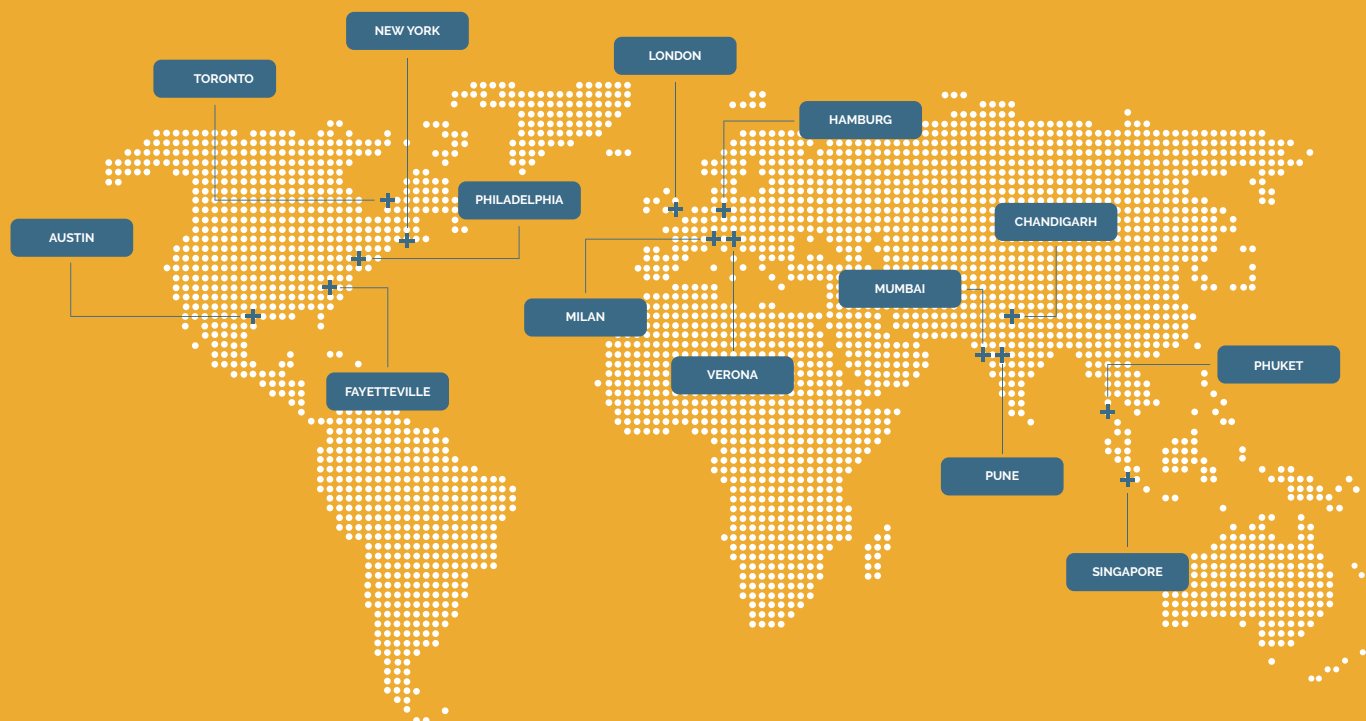 NEW YORK
LONDON
TORONTO
HAMBURG
PHILADELPHIA
CHANDIGARH
AUSTIN
MUMBAI
MILAN
PHUKET
VERONA
FAYETTEVILLE
PUNE
SINGAPORE